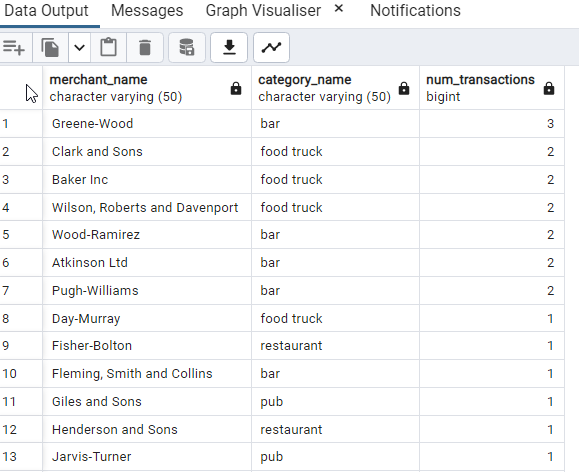 Data Output Messages Graph Visualiser × Notifications
merchant_name category_name num_transactions
character varying (50) character varying (50) bigint
1 Greene-Wood bar 3
2 Clark and Sons food truck 2
3 Baker Inc food truck 2
4 Wilson, Roberts and Davenport food truck 2
5 Wood-Ramirez bar 2
6 Atkinson Ltd bar 2
7 Pugh-Williams bar 2
8 Day-Murray food truck 1
9 Fisher-Bolton restaurant 1
10 Fleming, Smith and Collins bar 1
11 Giles and Sons pub 1
12 Henderson and Sons restaurant 1
13 Jarvis-Turner pub 1